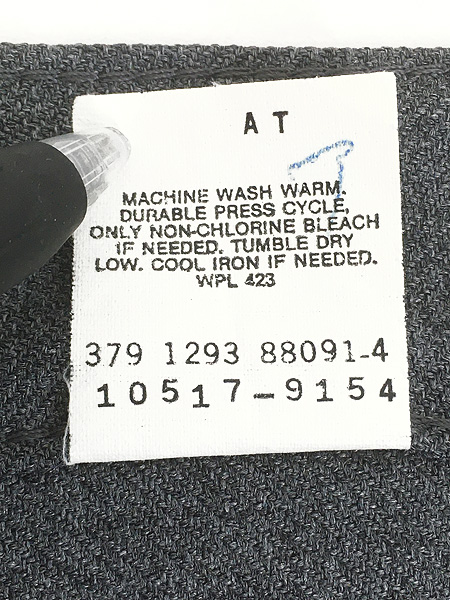 A T
MACHINE WASH WARM.
DURABLE PRESS CYCLE,
ONLY NON-CHLORINE BLEACH
IF NEEDED. TUMBLE DRY
LOW. COOL IRON IF NEEDED.
WPL 423
379 1293 88091-4
10517-9154